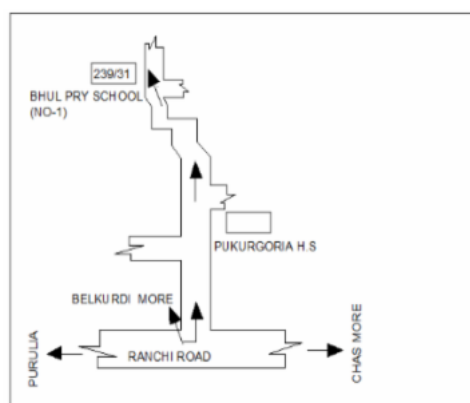 239/31
BHUL PRY SCHOOL
(NO-1)
PUKURGORIA H.S
BELKURDI MORE
PURULIA
RANCHI ROAD
CHAS MORE